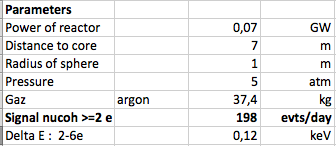 Parameters
Power of reactor 0,07 GW
Distance to core 7 m
Radius of sphere 1 m
Pressure 5 atm
Gaz argon 37,4 kg
Signal nucoh >=2 e 198 evts/day
Delta E : 2-6e 0,12 keV